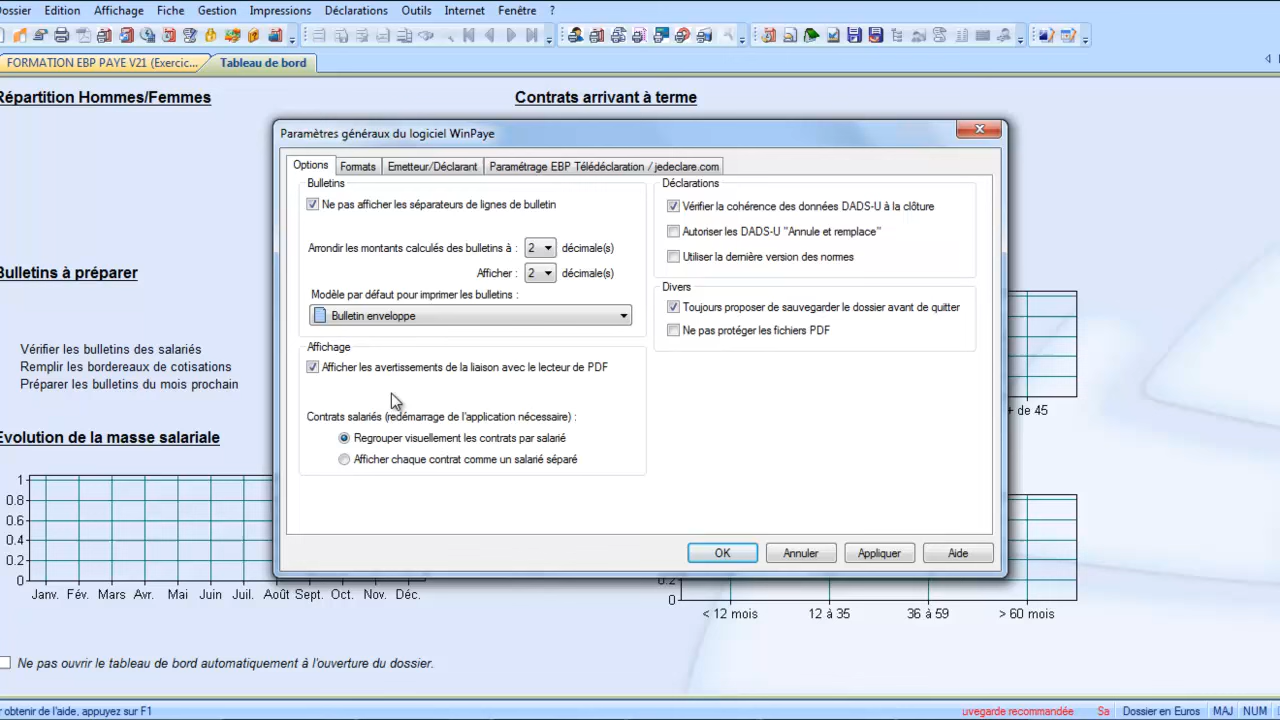 ossier Edition Affichage Fiche Gestion Impressions Déclarations Outils Internet Fenêtre ?
FORMATION EBP PAYE V21 (Exercic... Tableau de bord
Répartition Hommes/Femmes
Contrats arrivant à terme
Paramètres généraux du logiciel WinPaye
Options Formats Emetteur/Déclarant Paramétrage EBP Télédéclaration / jedeclare.com
Bulletins
Ne pas afficher les séparateurs de lignes de bulletin
Arrondir les montants calculés des bulletins à : 2 décimale(s)
Afficher : 2 décimale(s)
Modèle par défaut pour imprimer les bulletins :
Bulletin enveloppe
Affichage
Afficher les avertissements de la liaison avec le lecteur de PDF
Contrats salariés (redémarrage de l'application nécessaire) :
Regrouper visuellement les contrats par salarié
Afficher chaque contrat comme un salarié séparé
Déclarations
Vérifier la cohérence des données DADS-U à la clôture
Autoriser les DADS-U "Annule et remplace"
Utiliser la dernière version des normes
Divers
Toujours proposer de sauvegarder le dossier avant de quitter
Ne pas protéger les fichiers PDF
OK Annuler Appliquer Aide
Bulletins à préparer
Vérifier les bulletins des salariés
Remplir les bordereaux de cotisations
Préparer les bulletins du mois prochain
+ de 45
Evolution de la masse salariale
1
0.8
0.6
0.4
0.2
0
Janv. Fév. Mars Avr. Mai Juin Juil. Août Sept. Oct. Nov. Déc.
0.2
0
< 12 mois 12 à 35 36 à 59 > 60 mois
Ne pas ouvrir le tableau de bord automatiquement à l'ouverture du dossier.
r obtenir de l'aide, appuyez sur F1
uvegarde recommandée Sa Dossier en Euros MAJ NUM